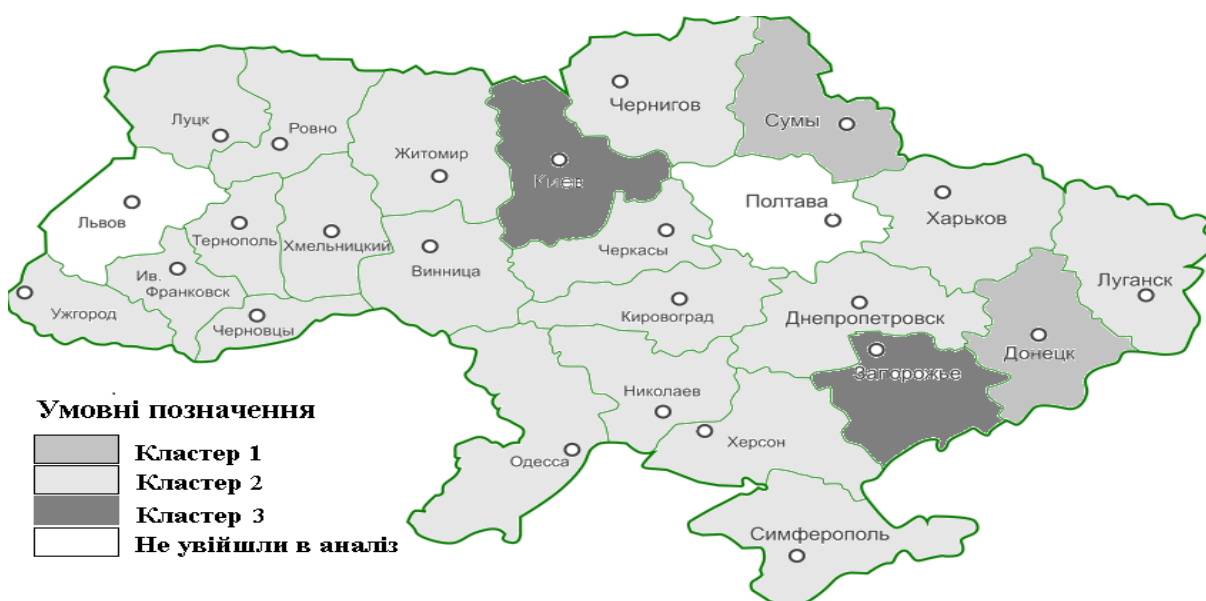 Чернигов
Сумы
Луцк
Ровно
Житомир
Киев
Полтава
Харьков
Львов
Тернополь
Хмельницкий
Винница
Черкасы
Луганск
Ив.
Франковск
Ужгород
Черновцы
Кировоград
Днепропетровск
Донецк
Загорожье
Николаев
Херсон
Одесса
Симферополь
Умовні позначення
Кластер 1
Кластер 2
Кластер 3
Не увійшли в аналіз